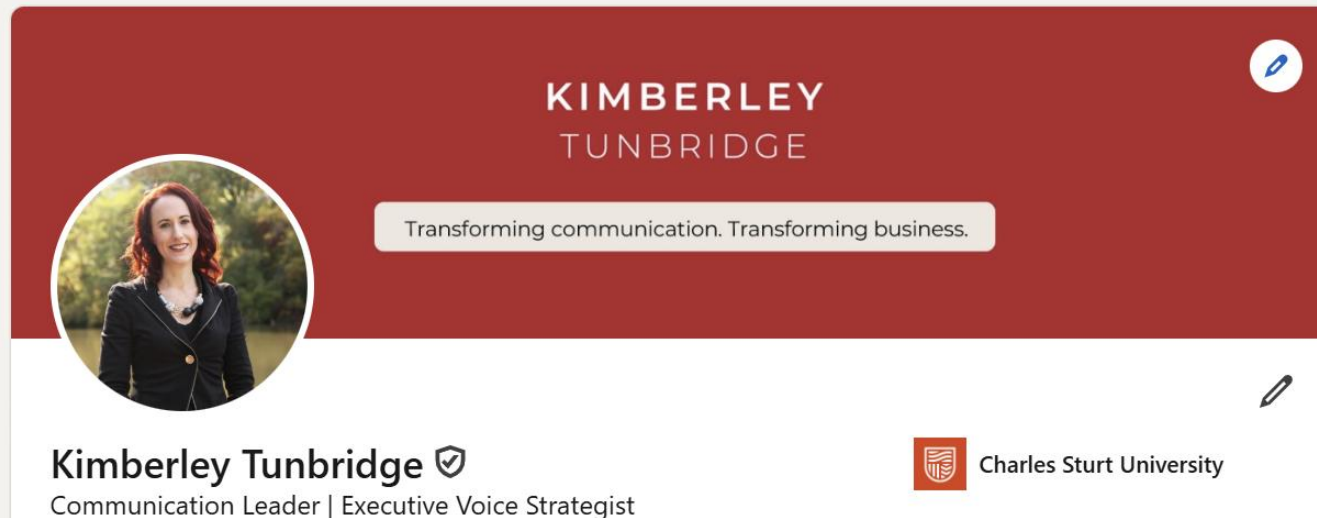 KIMBERLEY
TUNBRIDGE
Transforming communication. Transforming business.
Kimberley Tunbridge
Charles Sturt University
Communication Leader | Executive Voice Strategist